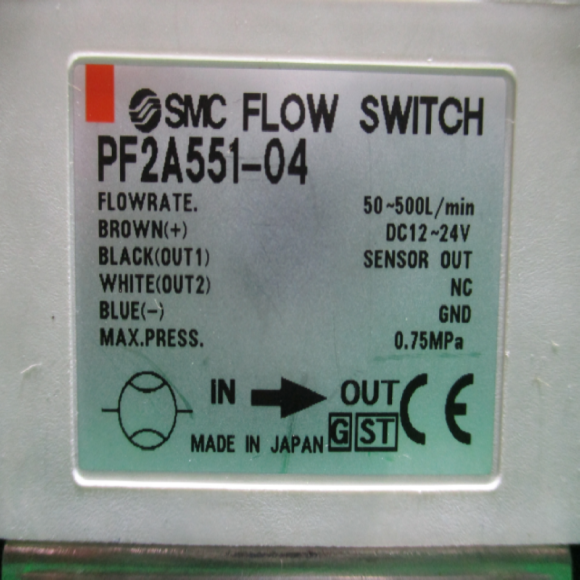 SMC FLOW SWITCH
PF2A551-04
FLOWRATE. 50~500L/min
BROWN(+) DC12~24V
BLACK(OUT1) SENSOR OUT
WHITE(OUT2) NC
BLUE(-) GND
MAX.PRESS. 0.75MPa
IN OUT CE
MADE IN JAPAN G ST